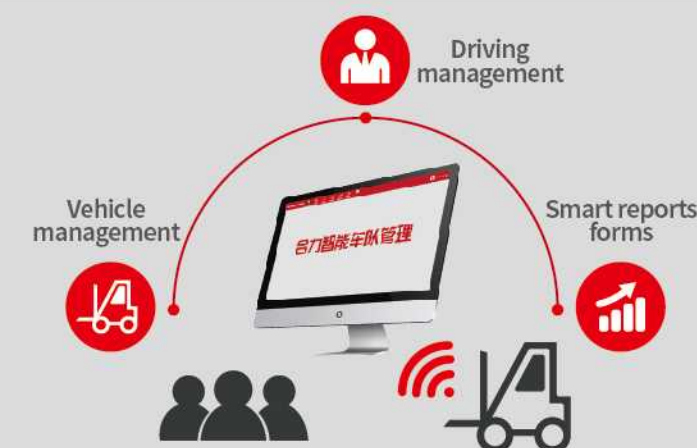 Driving
management
Vehicle
management
Smart reports
forms
合力智能车队管理